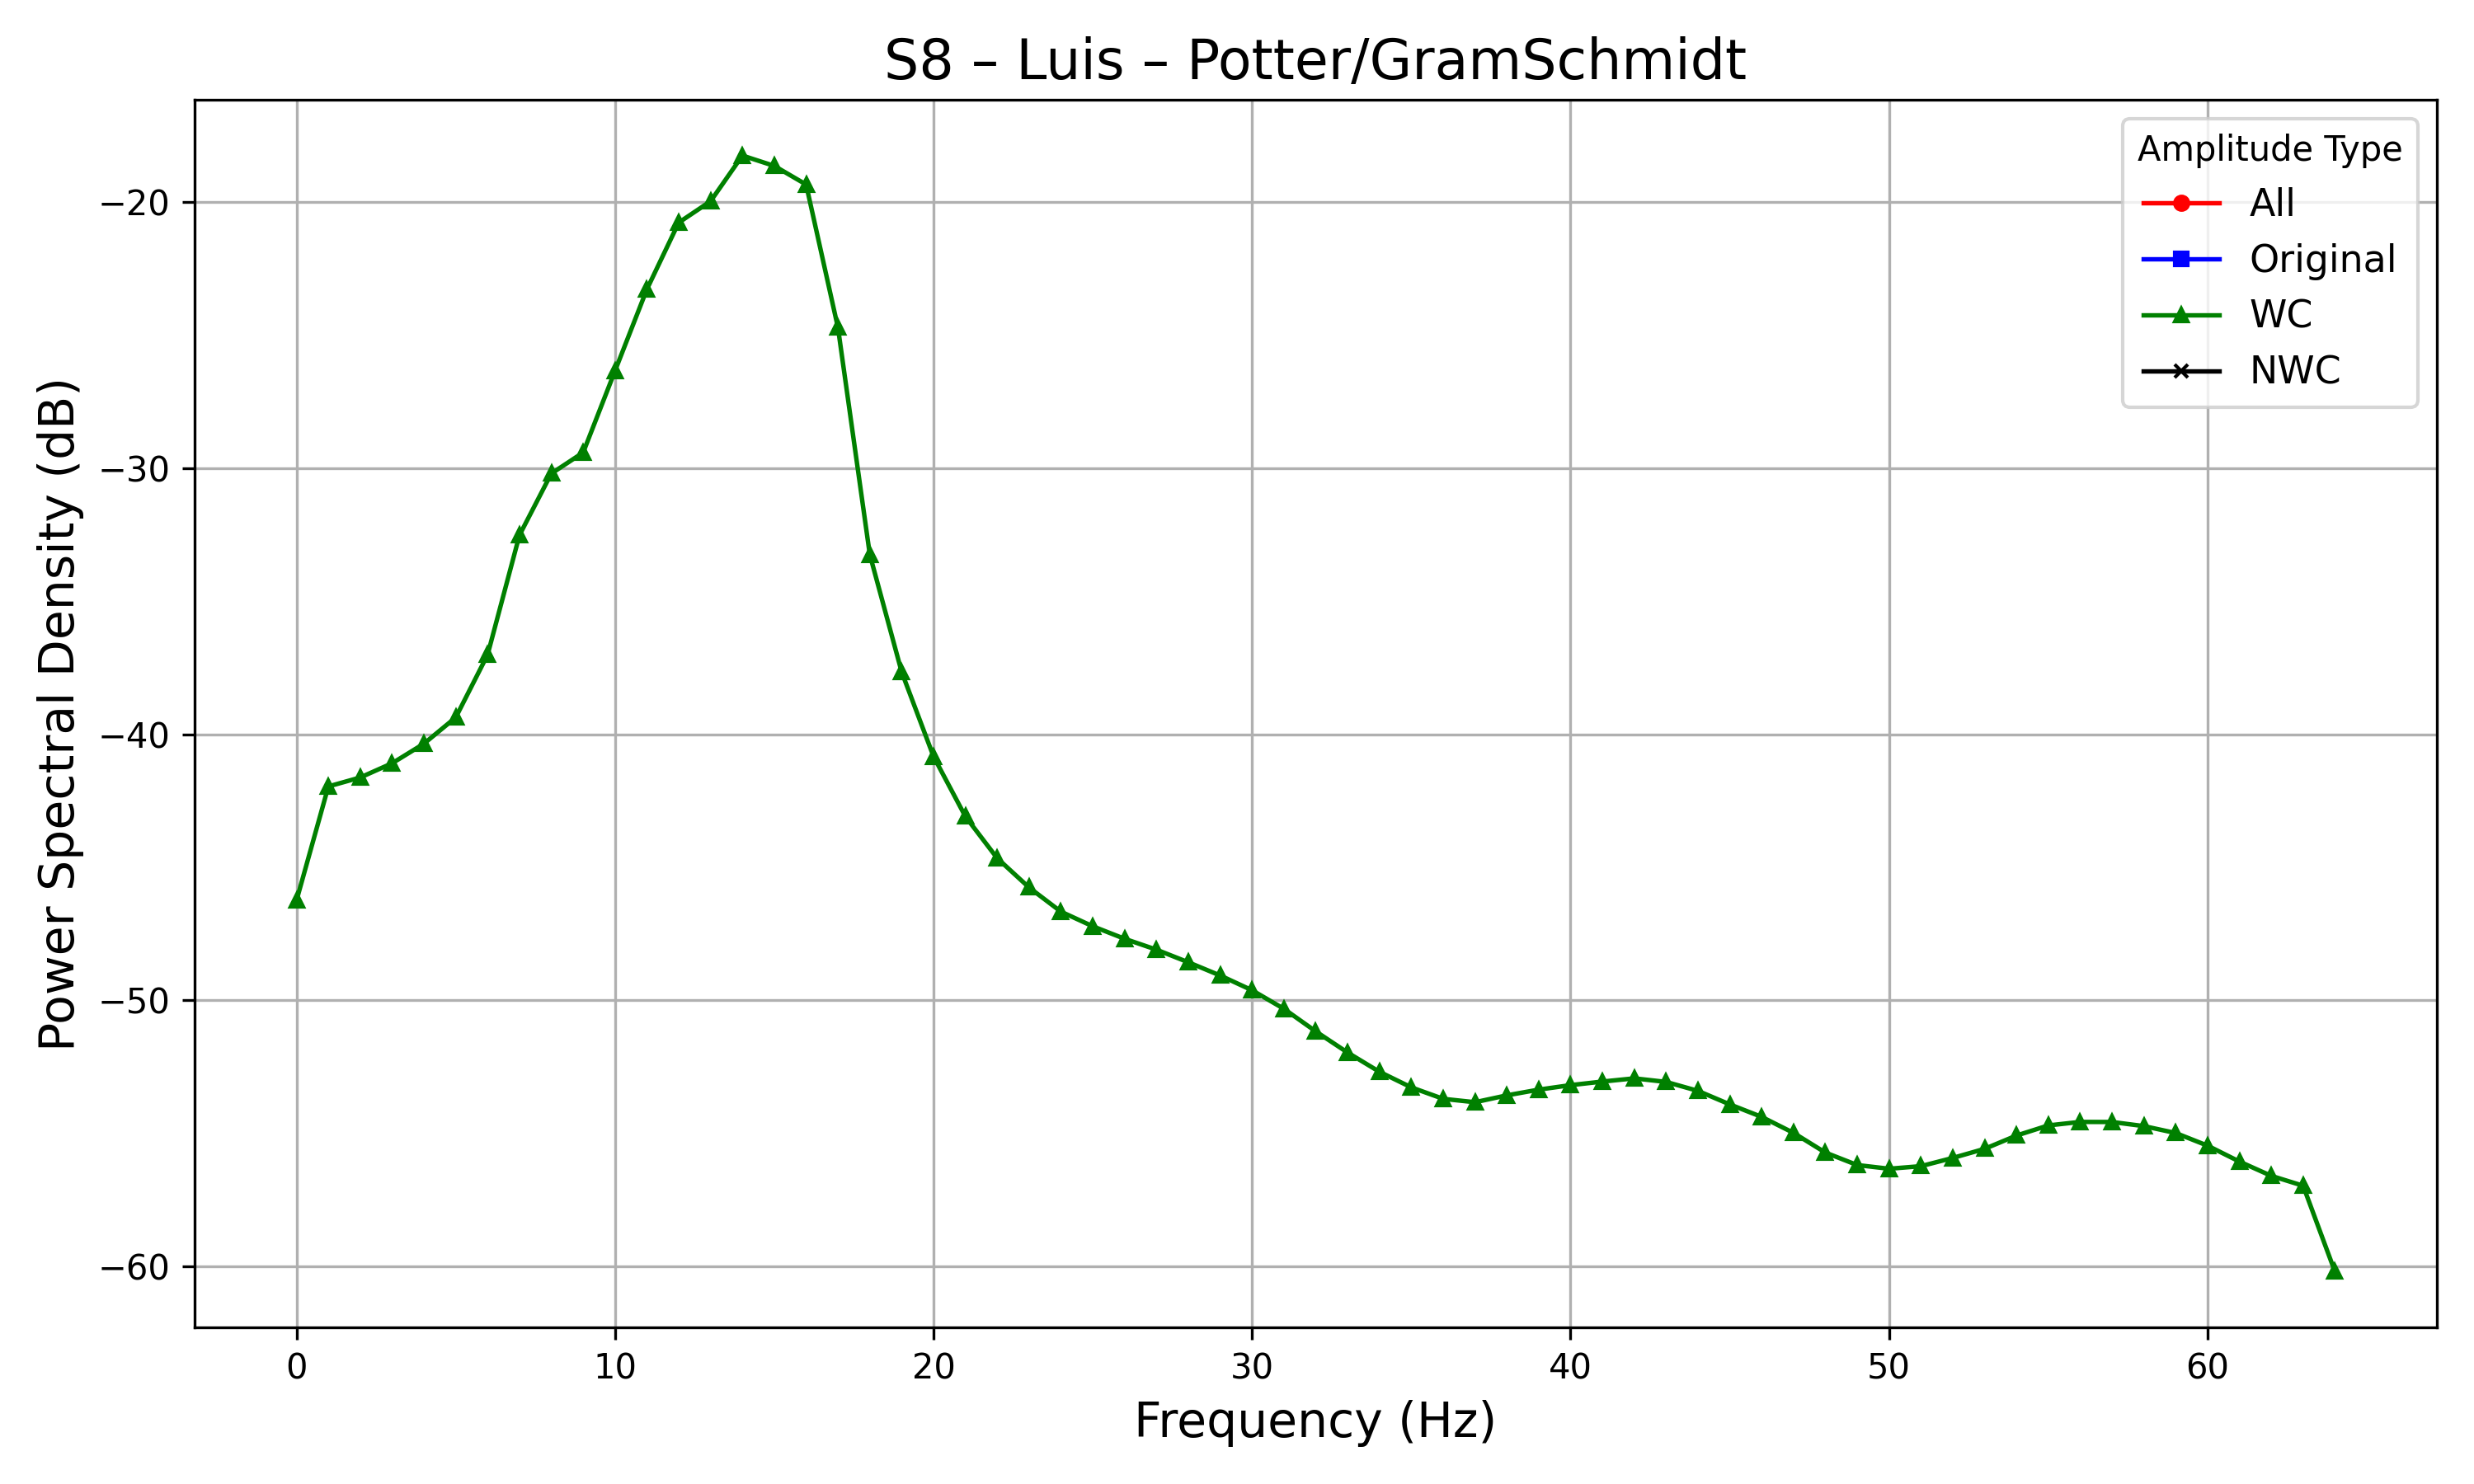 S8 – Luis – Potter/GramSchmidt
Power Spectral Density (dB)
−20
−30
−40
−50
−60
Amplitude Type
All
Original
WC
NWC
0 10 20 30 40 50 60
Frequency (Hz)